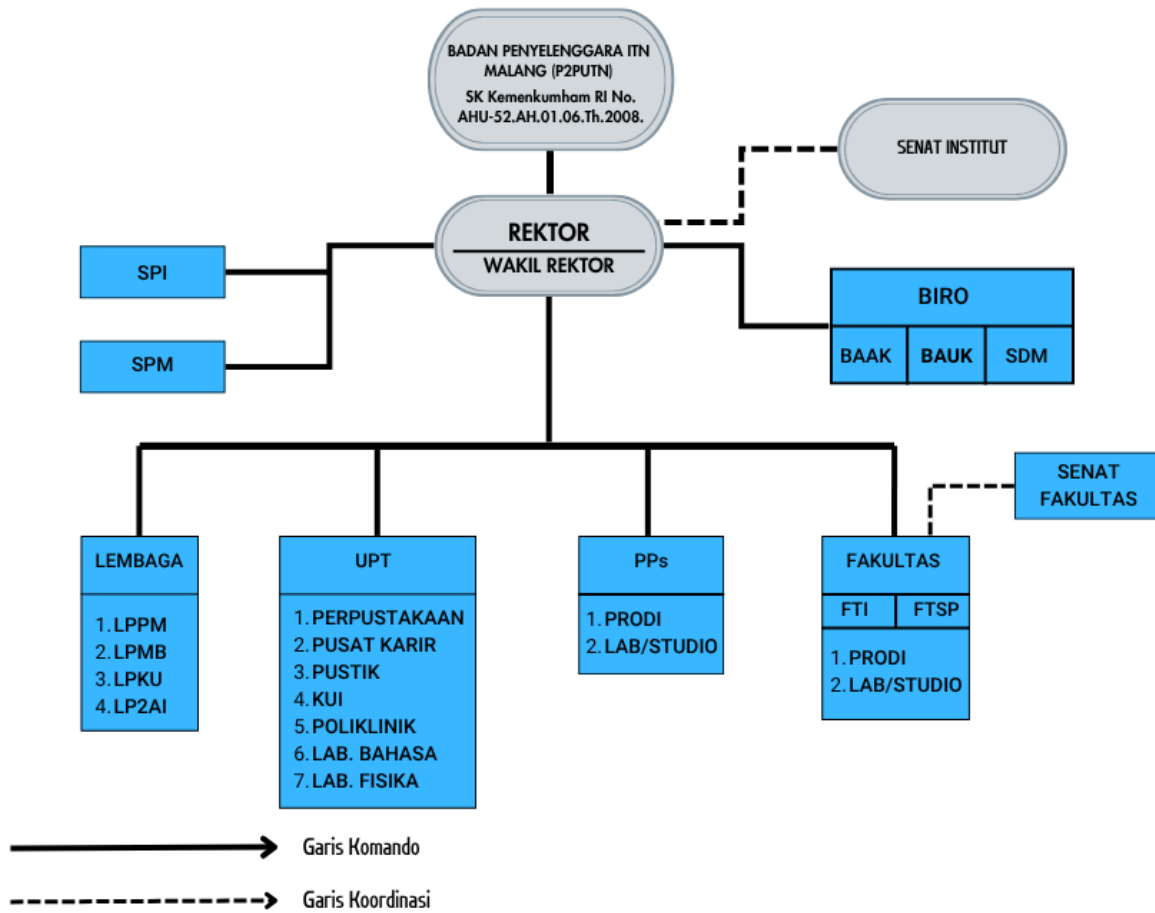 BADAN PENYELENGGARA ITN
MALANG (P2PUTN)
SK Kemenkumham RI No.
AHU-52.AH.01.06.Th.2008.
SENAT INSTITUT
REKTOR
WAKIL REKTOR
SPI
SPM
BIRO
BAAK
BAUK
SDM
SENAT
FAKULTAS
LEMBAGA
1. LPPM
2. LPMB
3. LPKU
4. LP2AI
UPT
1. PERPUSTAKAAN
2. PUSAT KARIR
3. PUSTIK
4. KUI
5. POLIKLINIK
6. LAB. BAHASA
7. LAB. FISIKA
PPs
1. PRODI
2. LAB/STUDIO
FAKULTAS
FTI
FTSP
1. PRODI
2. LAB/STUDIO
Garis Komando
Garis Koordinasi